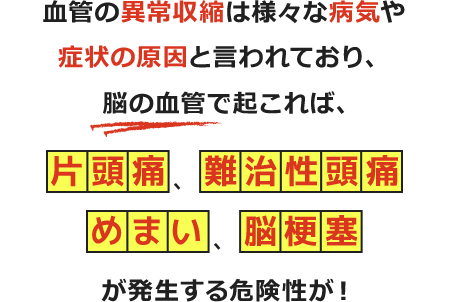 血管の異常収縮は様々な病気や
症状の原因と言われており、
脳の血管で起これば、
片頭痛、難治性頭痛
めまい、脳梗塞
が発生する危険性が！